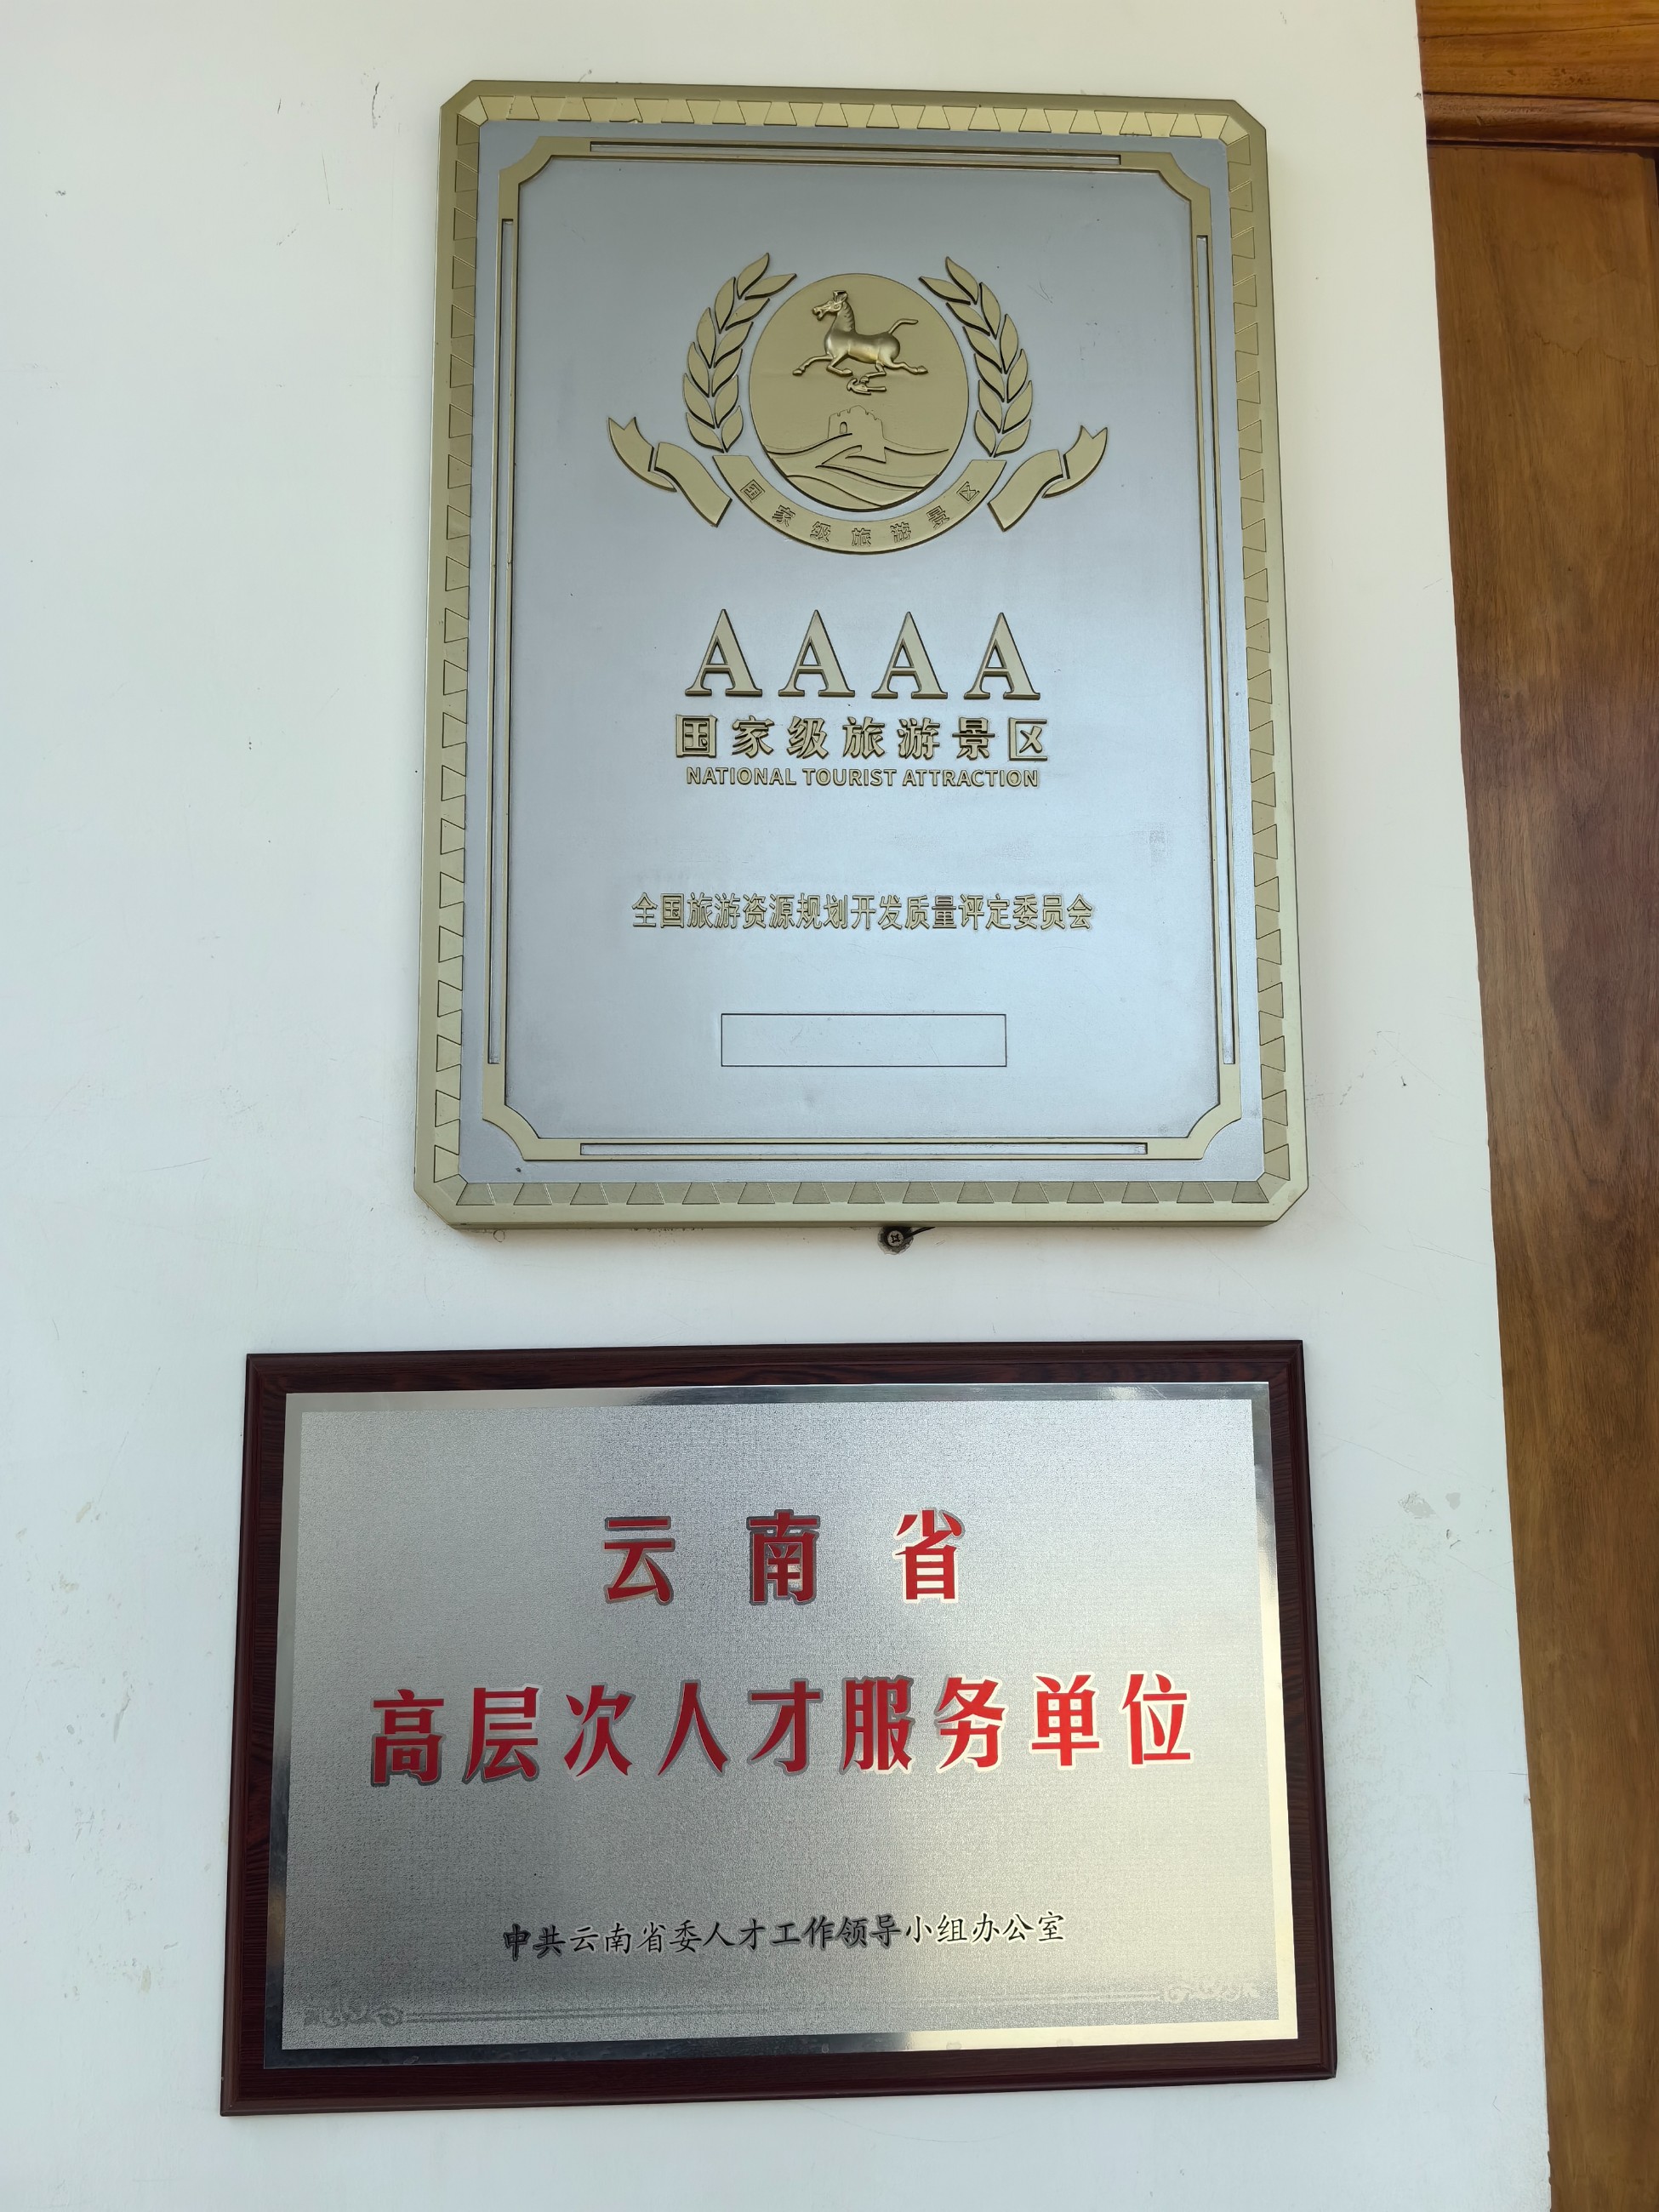 国家级旅游景区
AAAA
国家级旅游景区
NATIONAL TOURIST ATTRACTION
全国旅游资源规划开发质量评定委员会
云南省
高层次人才服务单位
中共云南省委人才工作领导小组办公室